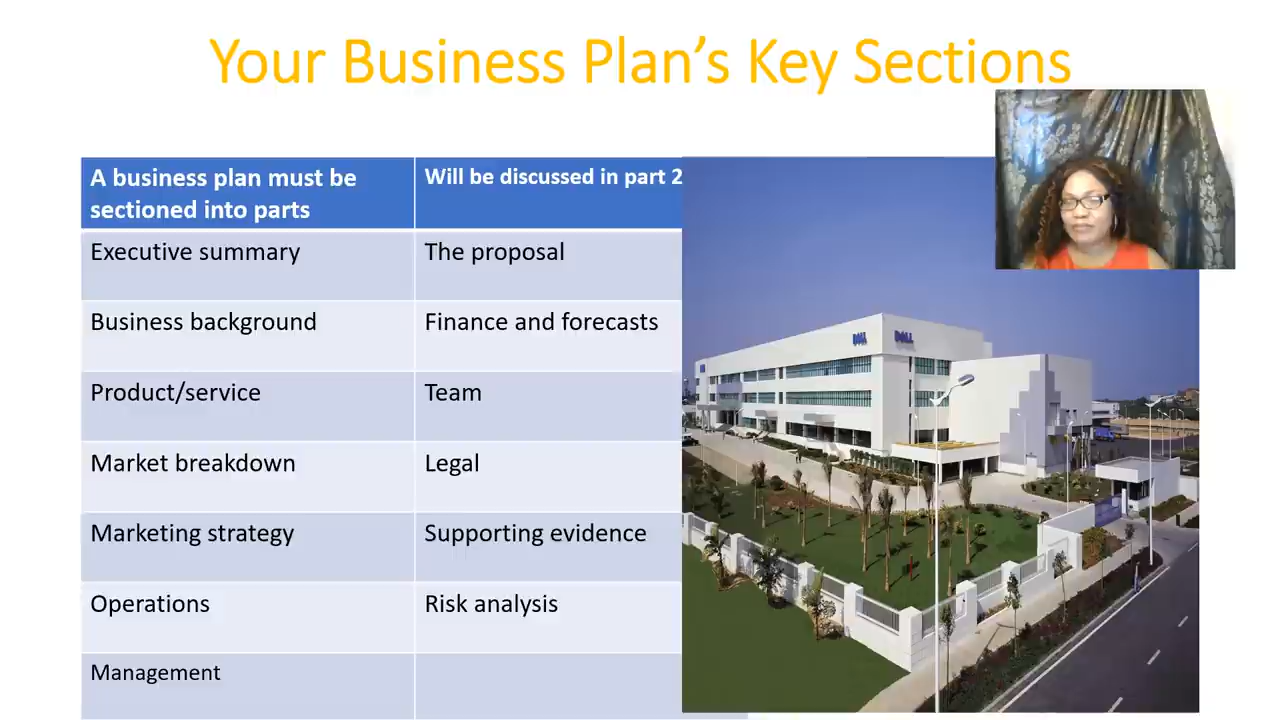 Your Business Plan's Key Sections
A business plan must be
sectioned into parts
Will be discussed in part 2
Executive summary
The proposal
Business background
Finance and forecasts
Product/service
Team
Market breakdown
Legal
Marketing strategy
Supporting evidence
Operations
Risk analysis
Management
DELL
DELL